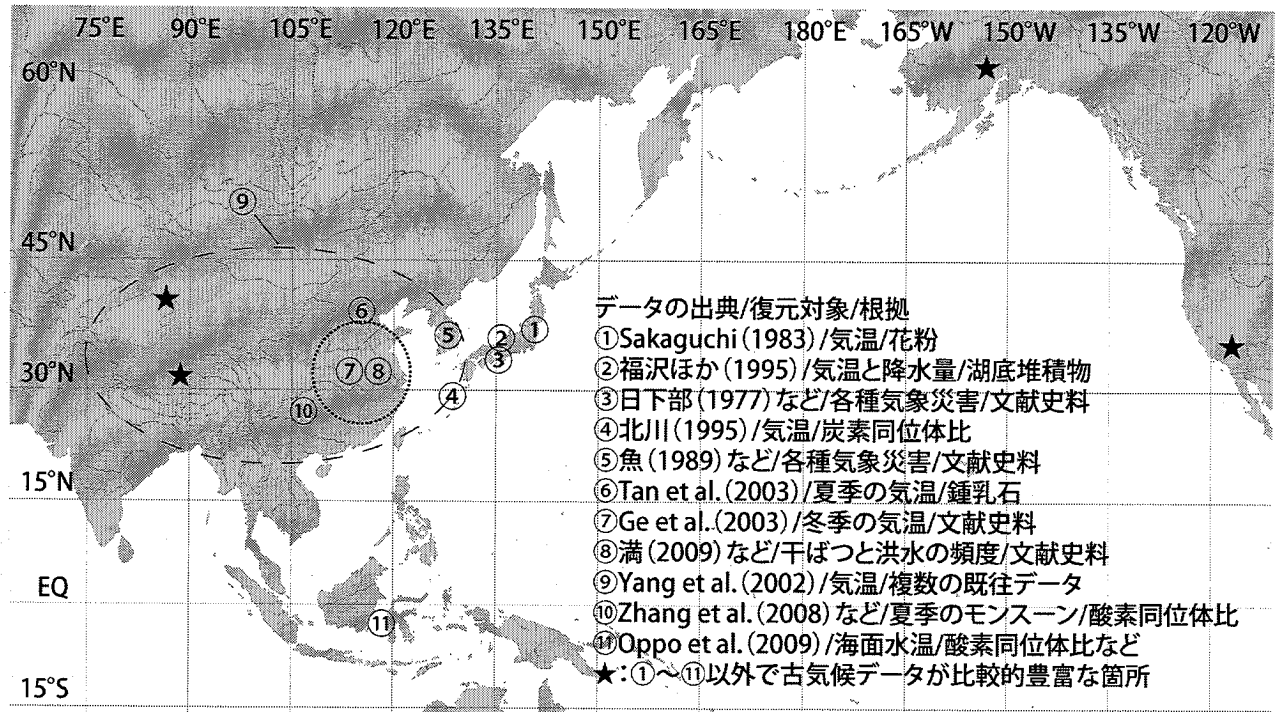 75°E 90°E 105°E 120°E 135°E 150°E 165°E 180°E 165°W 150°W 135°W 120°W
60°N
⑨
45°N
⑥
⑤ ② ①
③
30°N ⑦ ⑧
④
⑩
15°N
EQ
⑪
15°S
データの出典/復元対象/根拠
①Sakaguchi(1983)/気温/花粉
②福沢ほか(1995)/気温と降水量/湖底堆積物
③日下部(1977)など/各種気象災害/文献史料
④北川(1995)/気温/炭素同位体比
⑤魚(1989)など/各種気象災害/文献史料
⑥Tan et al.(2003)/夏季の気温/鍾乳石
⑦Ge et al.(2003)/冬季の気温/文献史料
⑧満(2009)など/干ばつと洪水の頻度/文献史料
⑨Yang et al.(2002)/気温/複数の既往データ
⑩Zhang et al.(2008)など/夏季のモンスーン/酸素同位体比
⑪Oppo et al.(2009)/海面水温/酸素同位体比など
★:①〜⑪以外で古気候データが比較的豊富な箇所